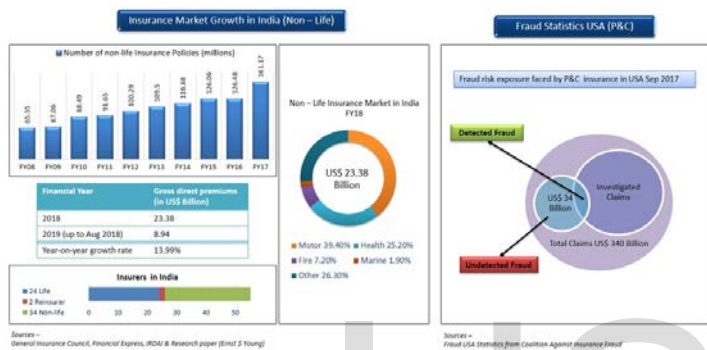 Insurance Market Growth in India (Non – Life)
Number of non-life Insurance Policies (millions)
87.06
88.49
91.65
100.29
109.5
116.88
126.06
126.48
161.17
FY08
FY09
FY10
FY11
FY12
FY13
FY14
FY15
FY16
FY17
Financial Year
Gross direct premiums (in US$ Billion)
2018
23.38
2019 (up to Aug 2018)
8.94
Year-on-year growth rate
13.99%
Insurers in India
24 Life
2 Reinsurer
34 Non-life
0
10
20
30
40
50
Non – Life Insurance Market in India
FY18
US$ 23.38
Billion
Motor 39.40%
Health 25.20%
Fire 7.20%
Marine 1.90%
Other 26.30%
Sources –
General Insurance Council, Financial Express, IRDAI & Research paper (Ernst $ Young)
Fraud Statistics USA (P&C)
Fraud risk exposure faced by P&C insurance in USA Sep 2017
Detected Fraud
US$ 34
Billion
Investigated
Claims
Total Claims US$ 340 Billion
Undetected Fraud
Sources –
Fraud USA Statistics from Coalition Against Insurance Fraud